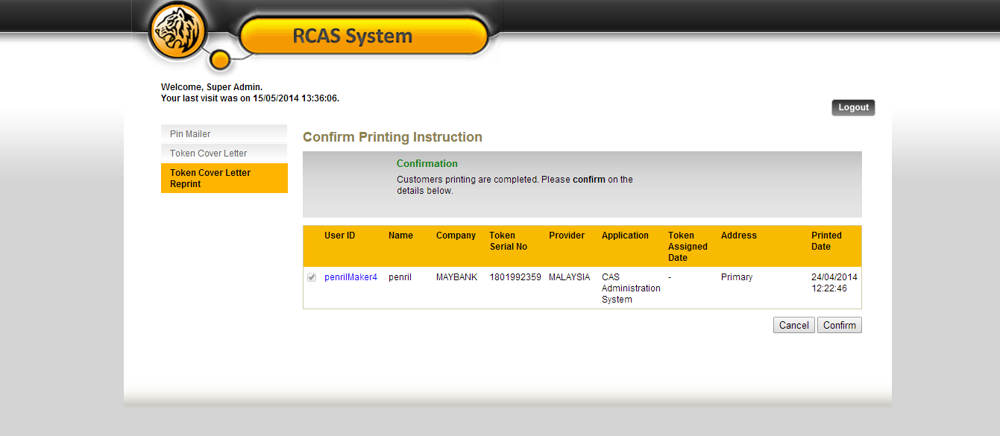 RCAS System
Welcome, Super Admin.
Your last visit was on 15/05/2014 13:36:06.
Logout
Pin Mailer
Token Cover Letter
Token Cover Letter
Reprint
Confirm Printing Instruction
Confirmation
Customers printing are completed. Please confirm on the
details below.
User ID Name Company Token Serial No Provider Application Token Assigned Date Address Printed Date
penrilMaker4 penril MAYBANK 1801992359 MALAYSIA CAS Administration System - Primary 24/04/2014 12:22:46
Cancel Confirm